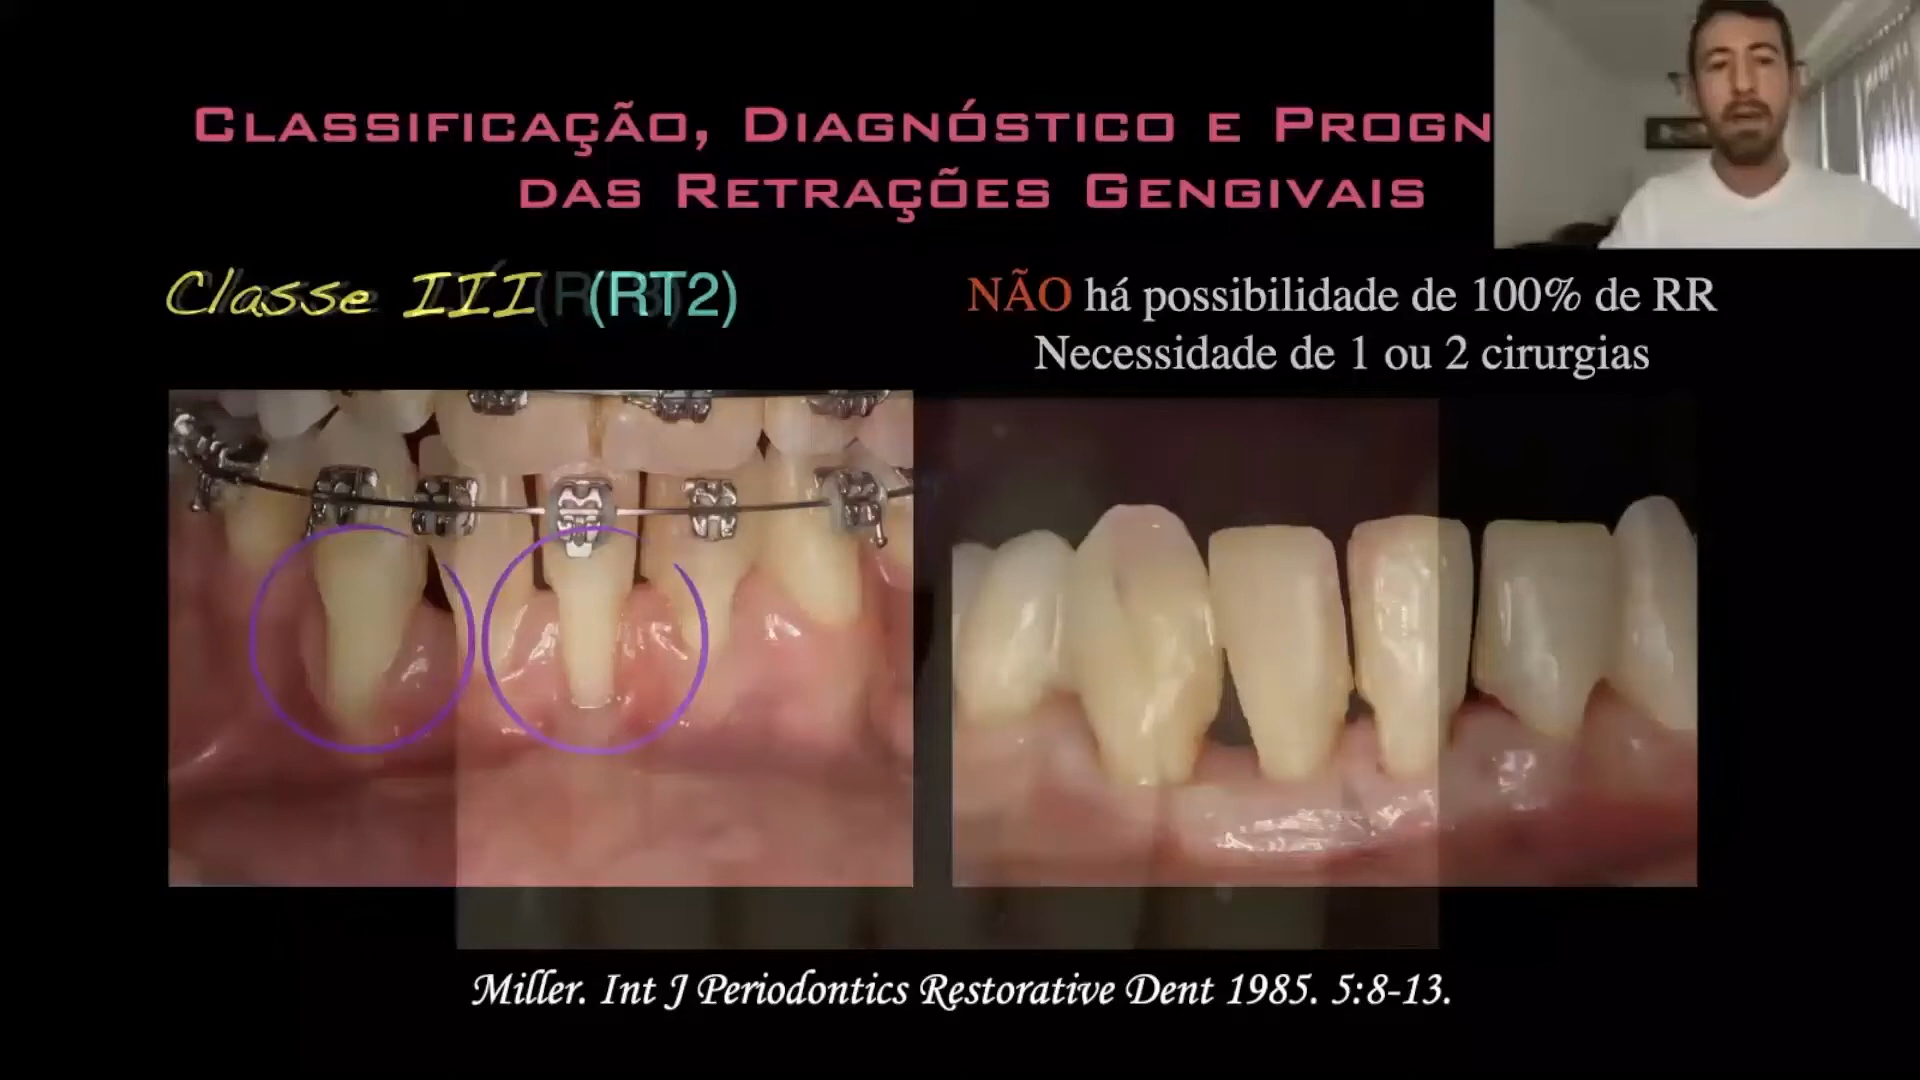 Classificação, Diagnóstico e Progn
das Retrações Gengivais
Classe III (RT2)
NÃO há possibilidade de 100% de RR
Necessidade de 1 ou 2 cirurgias
Miller. Int J Periodontics Restorative Dent 1985. 5:8-13.